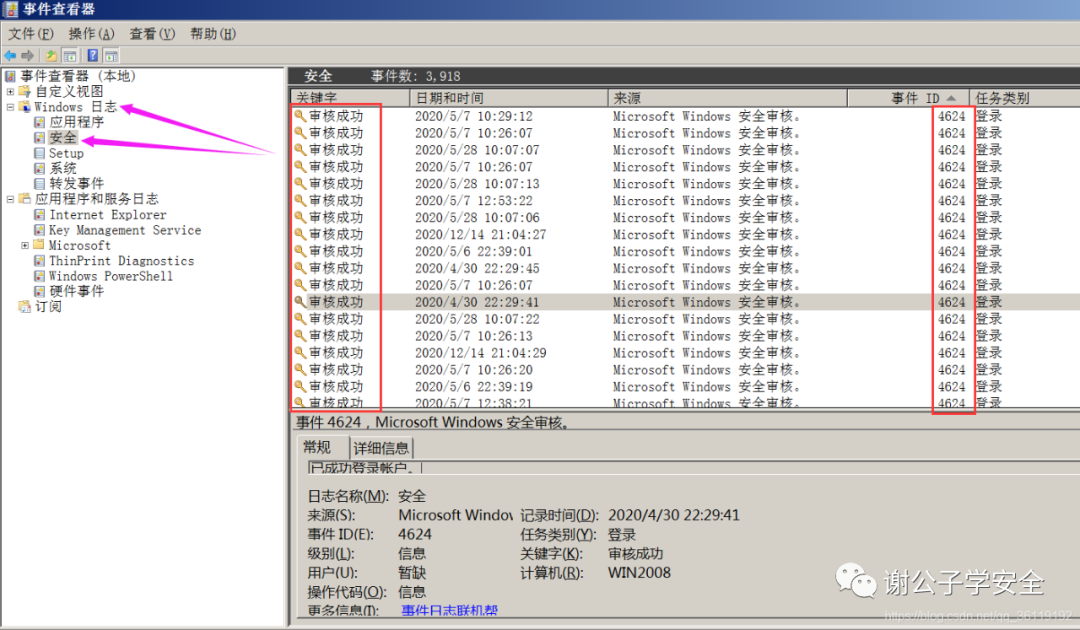 事件查看器
文件(F) 操作(A) 查看(V) 帮助(H)
事件查看器 (本地)
自定义视图
Windows 日志
应用程序
安全
Setup
系统
转发事件
应用程序和服务日志
Internet Explorer
Key Management Service
Microsoft
ThinPrint Diagnostics
Windows PowerShell
硬件事件
订阅
安全 事件数: 3,918
关键字 日期和时间 来源 事件 ID 任务类别
审核成功 2020/5/7 10:29:12 Microsoft Windows 安全审核。 4624 登录
审核成功 2020/5/7 10:26:07 Microsoft Windows 安全审核。 4624 登录
审核成功 2020/5/28 10:07:07 Microsoft Windows 安全审核。 4624 登录
审核成功 2020/5/7 10:26:07 Microsoft Windows 安全审核。 4624 登录
审核成功 2020/5/28 10:07:13 Microsoft Windows 安全审核。 4624 登录
审核成功 2020/5/7 12:53:22 Microsoft Windows 安全审核。 4624 登录
审核成功 2020/5/28 10:07:06 Microsoft Windows 安全审核。 4624 登录
审核成功 2020/12/14 21:04:27 Microsoft Windows 安全审核。 4624 登录
审核成功 2020/5/6 22:39:01 Microsoft Windows 安全审核。 4624 登录
审核成功 2020/4/30 22:29:45 Microsoft Windows 安全审核。 4624 登录
审核成功 2020/5/7 10:26:07 Microsoft Windows 安全审核。 4624 登录
审核成功 2020/4/30 22:29:41 Microsoft Windows 安全审核。 4624 登录
审核成功 2020/5/28 10:07:22 Microsoft Windows 安全审核。 4624 登录
审核成功 2020/5/7 10:26:13 Microsoft Windows 安全审核。 4624 登录
审核成功 2020/12/14 21:04:29 Microsoft Windows 安全审核。 4624 登录
审核成功 2020/5/7 10:26:20 Microsoft Windows 安全审核。 4624 登录
审核成功 2020/5/6 22:39:19 Microsoft Windows 安全审核。 4624 登录
审核成功 2020/5/7 12:38:21 Microsoft Windows 安全审核。 4624 登录
事件 4624，Microsoft Windows 安全审核。
常规 详细信息
已成功登录帐户。
日志名称(M): 安全
来源(S): Microsoft Window 记录时间(D): 2020/4/30 22:29:41
事件 ID(E): 4624 任务类别(Y): 登录
级别(L): 信息 关键字(K): 审核成功
用户(U): 暂缺 计算机(R): WIN2008
操作代码(O): 信息
更多信息(I): 事件日志联机帮
谢公子学安全
https://blog.csdn.net/qq_36119192